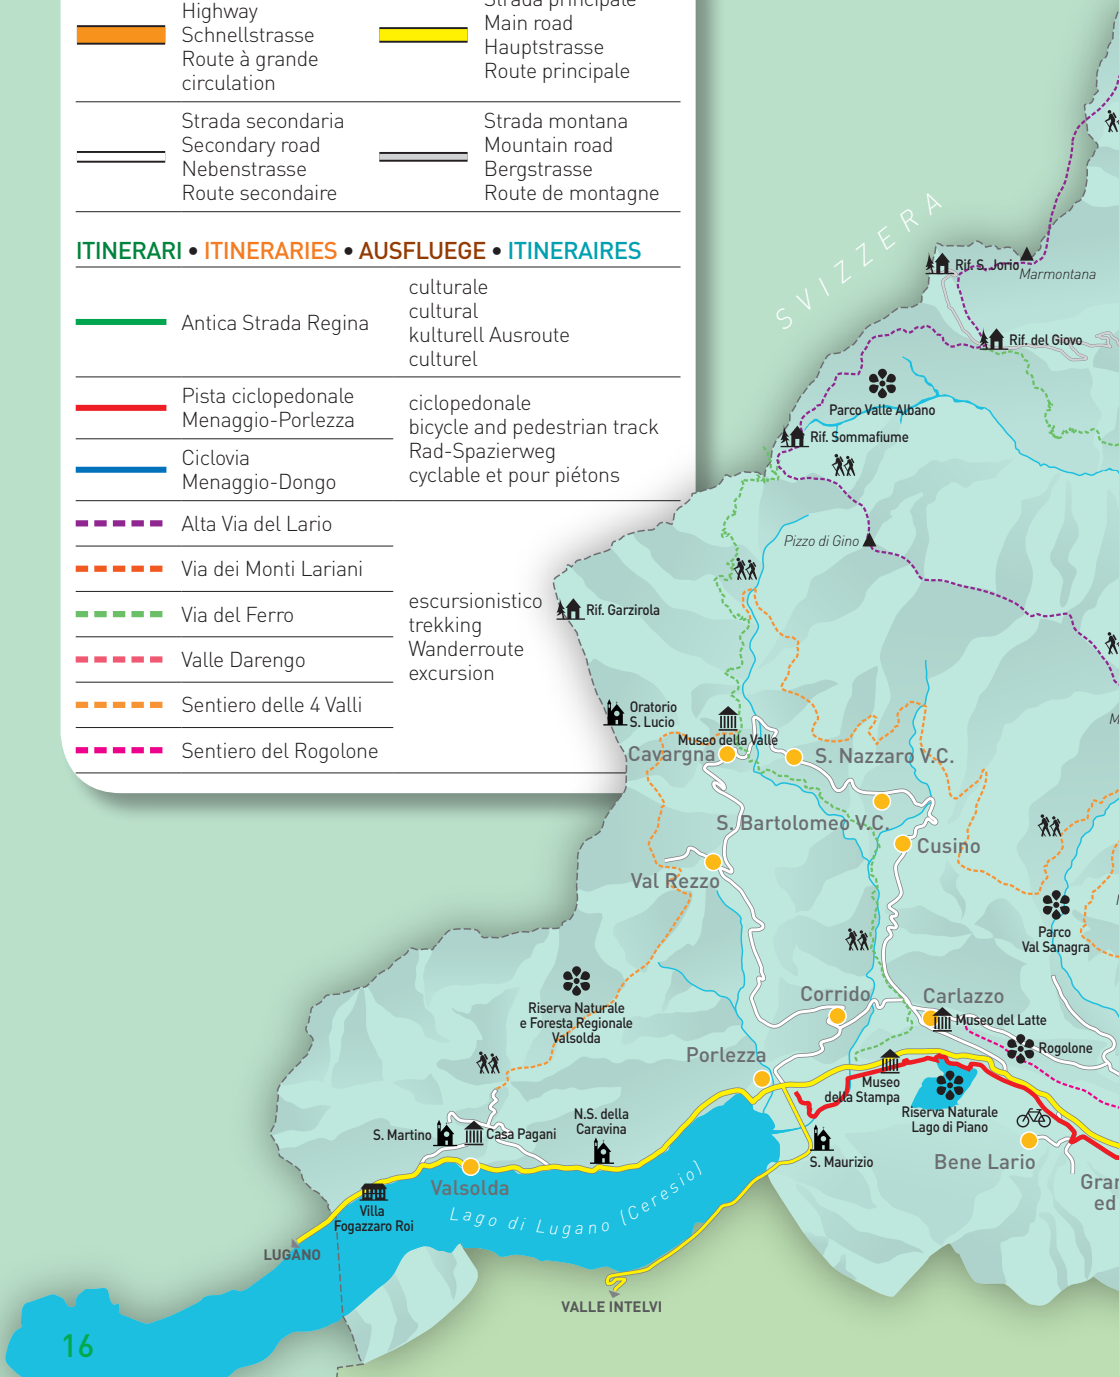 Highway
Schnellstrasse
Route à grande
circulation
Strada principale
Main road
Hauptstrasse
Route principale
Strada secondaria
Secondary road
Nebenstrasse
Route secondaire
Strada montana
Mountain road
Bergstrasse
Route de montagne
ITINERARI • ITINERARIES • AUSFLUEGE • ITINERAIRES
Antica Strada Regina
culturale
cultural
kulturell Ausroute
culturel
Pista ciclopedonale
Menaggio-Porlezza
Ciclovia
Menaggio-Dongo
ciclopedonale
bicycle and pedestrian track
Rad-Spazierweg
cyclable et pour piétons
Alta Via del Lario
Via dei Monti Lariani
Via del Ferro
Valle Darengo
Sentiero delle 4 Valli
Sentiero del Rogolone
escursionistico
trekking
Wanderroute
excursion
SVIZZERA
Rif. S. Jorio
Marmontana
Rif. del Giovo
Parco Valle Albano
Rif. Sommafiume
Pizzo di Gino
Rif. Garzirola
Oratorio
S. Lucio
Museo della Valle
Cavargna
S. Nazzaro V.C.
S. Bartolomeo V.C.
Cusino
Val Rezzo
Parco
Val Sanagra
Riserva Naturale
e Foresta Regionale
Valsolda
Corrido
Carlazzo
Museo del Latte
Rogolone
Porlezza
Museo
della Stampa
Riserva Naturale
Lago di Piano
N.S. della
Caravina
S. Martino
Casa Pagani
S. Maurizio
Bene Lario
Gran
ed
Valsolda
Villa
Fogazzaro Roi
Lago di Lugano (Ceresio)
LUGANO
VALLE INTELVI
16